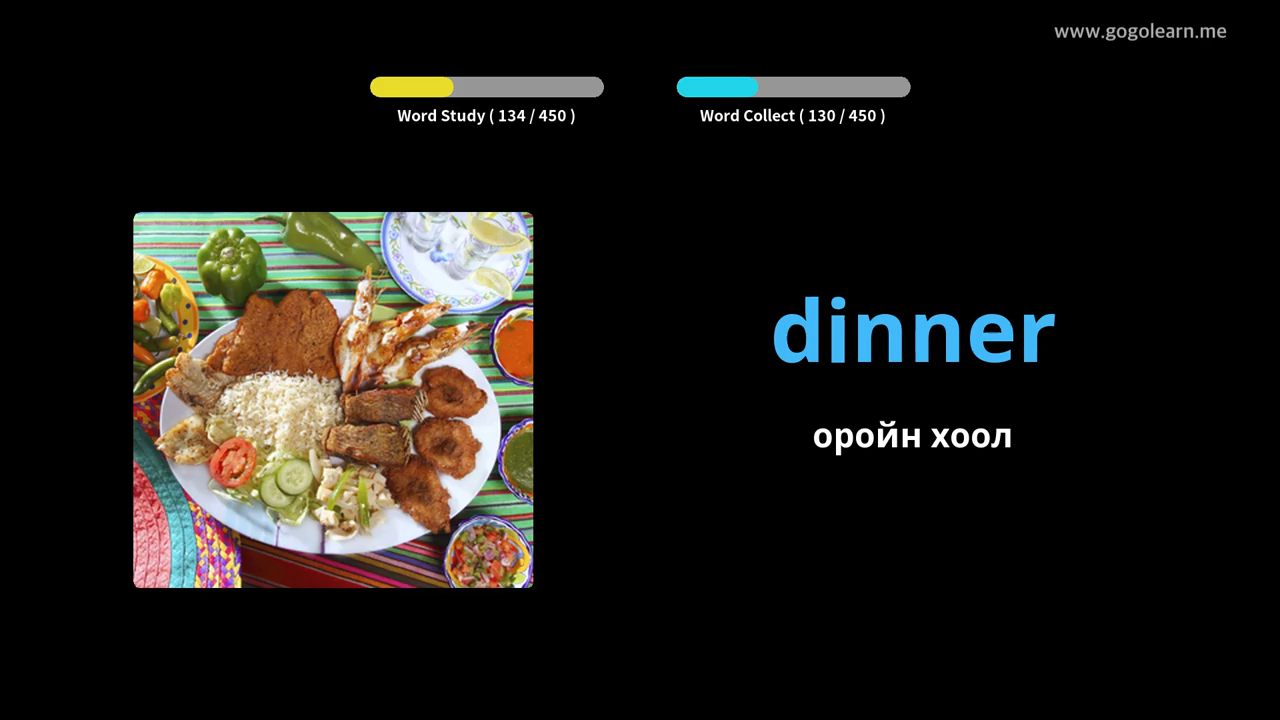 www.gogolearn.me
Word Study ( 134 / 450 )
Word Collect ( 130 / 450 )
dinner
оройн хоол